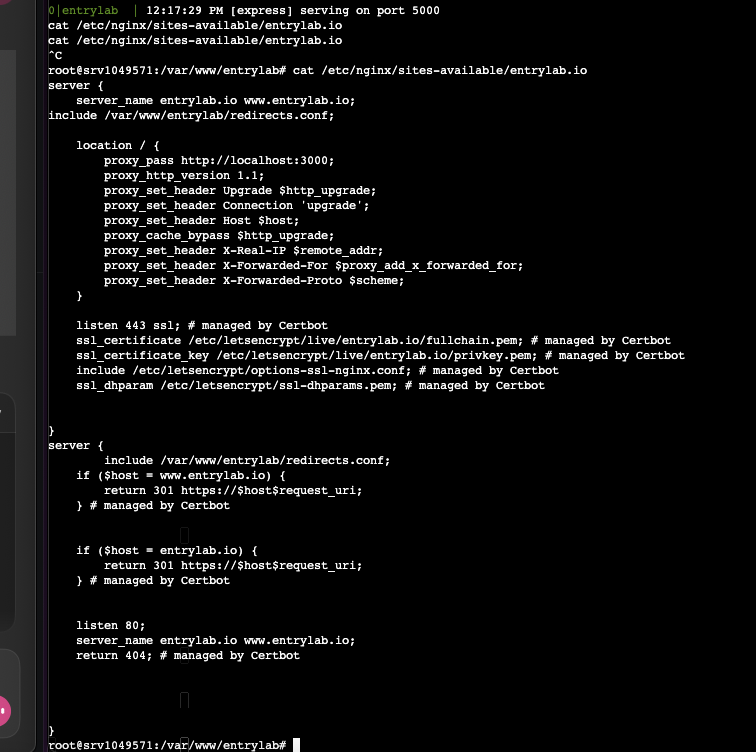 0|entrylab  | 12:17:29 PM [express] serving on port 5000
cat /etc/nginx/sites-available/entrylab.io
cat /etc/nginx/sites-available/entrylab.io
^C
root@srv1049571:/var/www/entrylab# cat /etc/nginx/sites-available/entrylab.io
server {
    server_name entrylab.io www.entrylab.io;
include /var/www/entrylab/redirects.conf;
    location / {
        proxy_pass http://localhost:3000;
        proxy_http_version 1.1;
        proxy_set_header Upgrade $http_upgrade;
        proxy_set_header Connection 'upgrade';
        proxy_set_header Host $host;
        proxy_cache_bypass $http_upgrade;
        proxy_set_header X-Real-IP $remote_addr;
        proxy_set_header X-Forwarded-For $proxy_add_x_forwarded_for;
        proxy_set_header X-Forwarded-Proto $scheme;
    }
    listen 443 ssl; # managed by Certbot
    ssl_certificate /etc/letsencrypt/live/entrylab.io/fullchain.pem; # managed by Certbot
    ssl_certificate_key /etc/letsencrypt/live/entrylab.io/privkey.pem; # managed by Certbot
    include /etc/letsencrypt/options-ssl-nginx.conf; # managed by Certbot
    ssl_dhparam /etc/letsencrypt/ssl-dhparams.pem; # managed by Certbot
}
server {
        include /var/www/entrylab/redirects.conf;
    if ($host = www.entrylab.io) {
        return 301 https://$host$request_uri;
    } # managed by Certbot
    if ($host = entrylab.io) {
        return 301 https://$host$request_uri;
    } # managed by Certbot
    listen 80;
    server_name entrylab.io www.entrylab.io;
    return 404; # managed by Certbot
}
root@srv1049571:/var/www/entrylab#